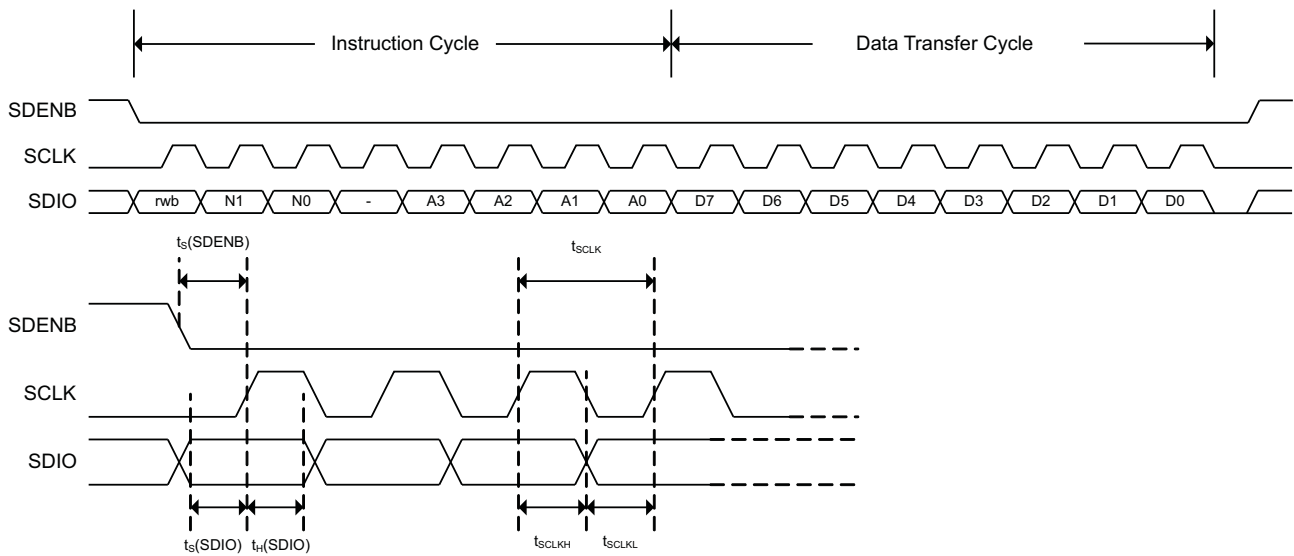 Instruction Cycle Data Transfer Cycle
SDENB
SCLK
SDIO rwb N1 N0 - A3 A2 A1 A0 D7 D6 D5 D4 D3 D2 D1 D0
tS(SDENB) tSCLK
SDENB
SCLK
SDIO
tS(SDIO) tH(SDIO) tSCLKH tSCLKL